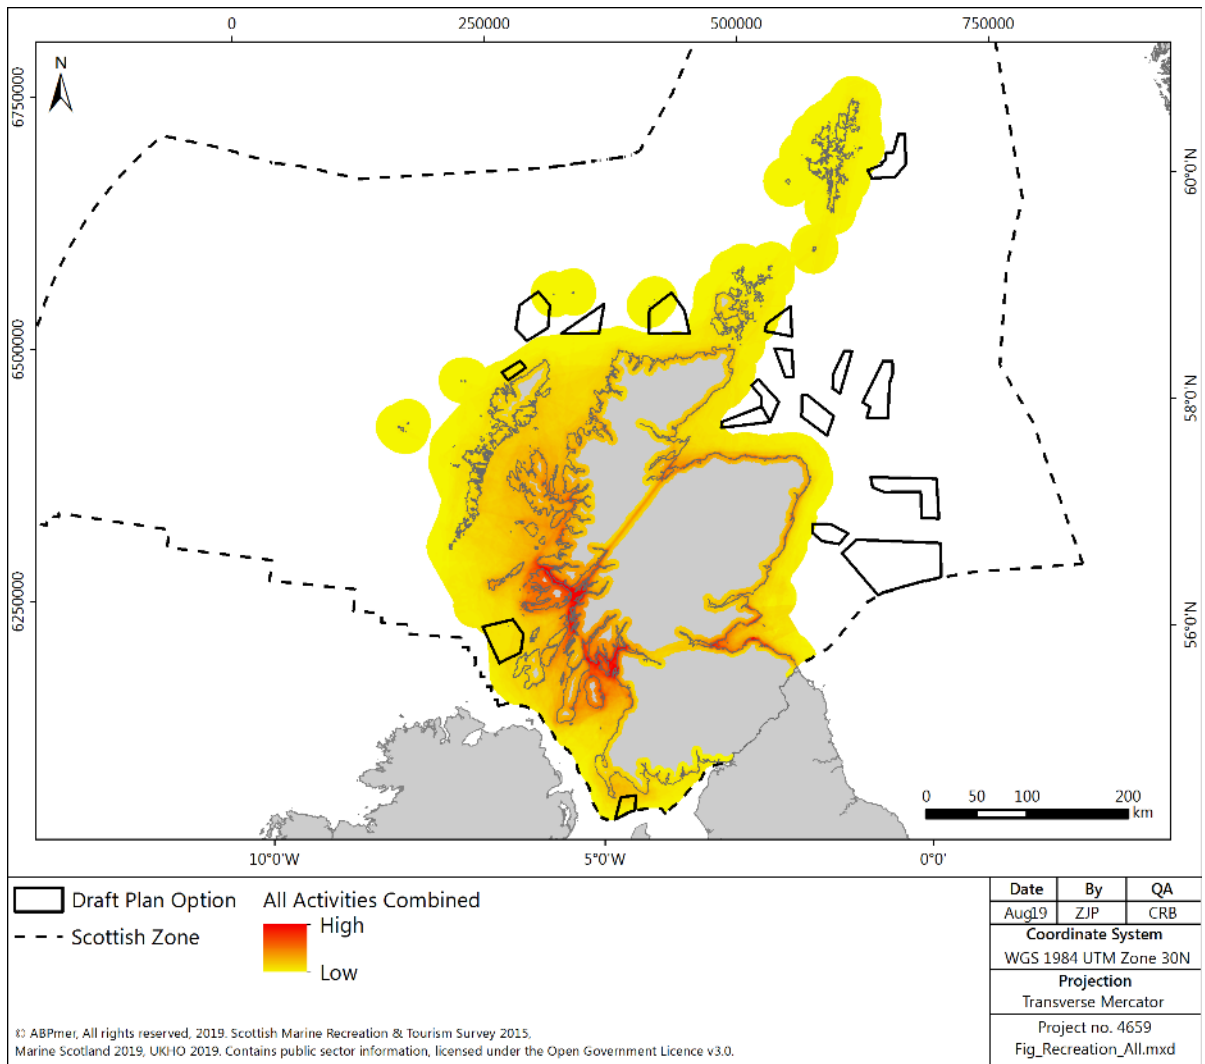 0 250000 500000 750000
N
6750000
6500000
6250000
60°0'N
58°0'N
56°0'N
0 50 100 200
km
10°0'W 5°0'W 0°0'
Draft Plan Option
Scottish Zone
All Activities Combined
High
Low
Date By QA
Aug19 ZJP CRB
Coordinate System
WGS 1984 UTM Zone 30N
Projection
Transverse Mercator
Project no. 4659
Fig_Recreation_All.mxd
© ABPmer, All rights reserved, 2019. Scottish Marine Recreation & Tourism Survey 2015,
Marine Scotland 2019, UKHO 2019. Contains public sector information, licensed under the Open Government Licence v3.0.